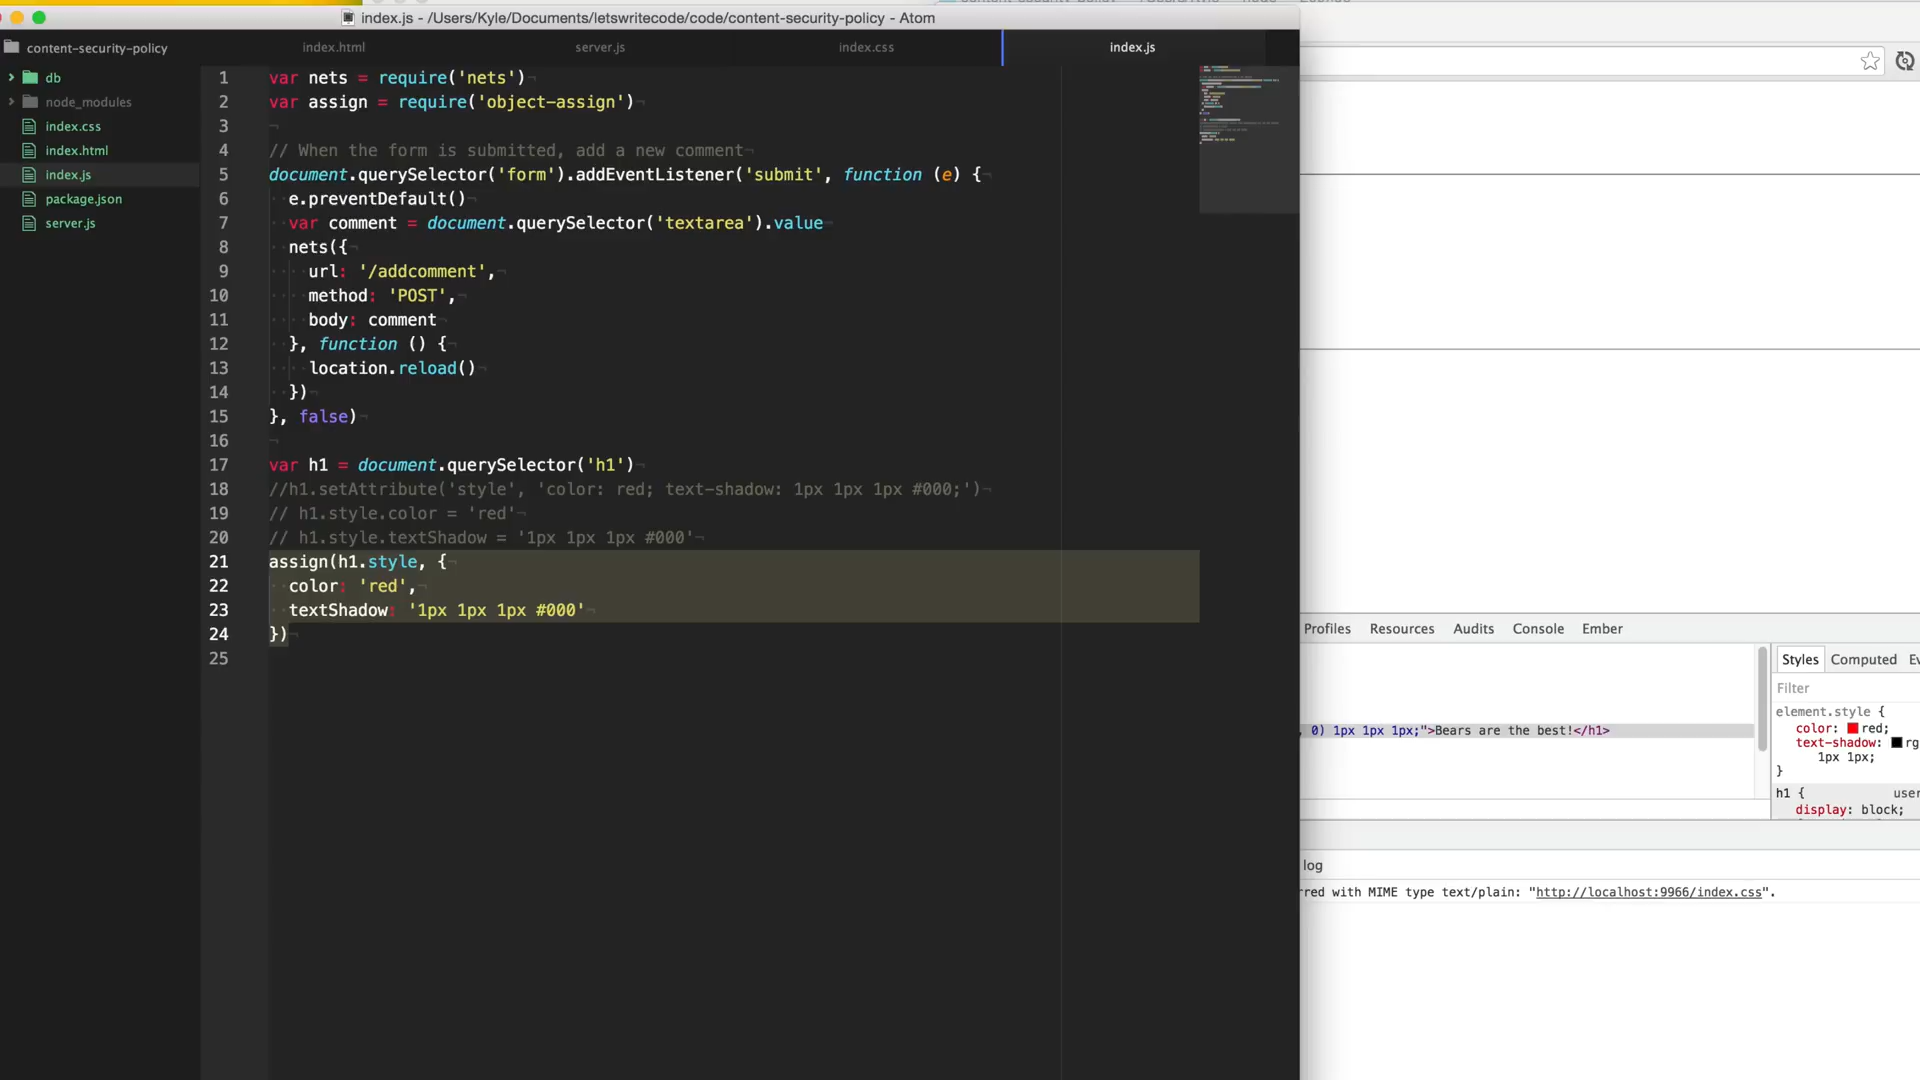 index.js - /Users/Kyle/Documents/letswritecode/code/content-security-policy - Atom
content-security-policy
db
node_modules
index.css
index.html
index.js
package.json
server.js
index.html
server.js
index.css
index.js
1 var nets = require('nets')
2 var assign = require('object-assign')
3
4 // When the form is submitted, add a new comment
5 document.querySelector('form').addEventListener('submit', function (e) {
6 e.preventDefault()
7 var comment = document.querySelector('textarea').value
8 nets({
9 url: '/addcomment',
10 method: 'POST',
11 body: comment
12 }, function () {
13 location.reload()
14 })
15 }, false)
16
17 var h1 = document.querySelector('h1')
18 //h1.setAttribute('style', 'color: red; text-shadow: 1px 1px 1px #000;')
19 // h1.style.color = 'red'
20 // h1.style.textShadow = '1px 1px 1px #000'
21 assign(h1.style, {
22 color: 'red',
23 textShadow: '1px 1px 1px #000'
24 })
25
Profiles Resources Audits Console Ember
, 0) 1px 1px 1px;">Bears are the best!</h1>
Styles Computed Ev
Filter
element.style {
color: red;
text-shadow: rg
1px 1px;
}
h1 { user
display: block;
log
rred with MIME type text/plain: "http://localhost:9966/index.css".